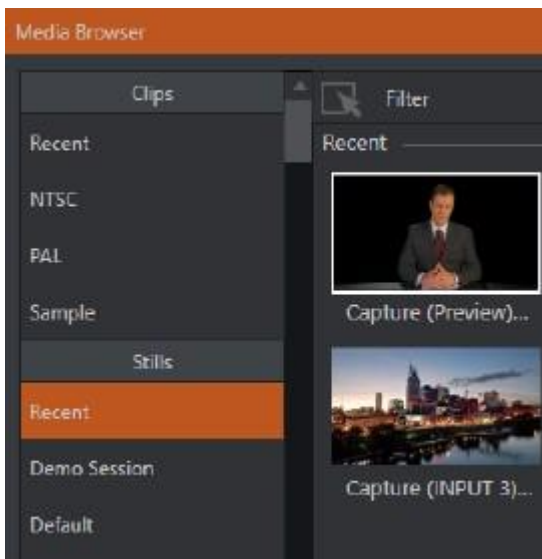 Media Browser
Clips
Recent
NTSC
PAL
Sample
Stills
Recent
Demo Session
Default
Filter
Recent
Capture (Preview)...
Capture (INPUT 3)...